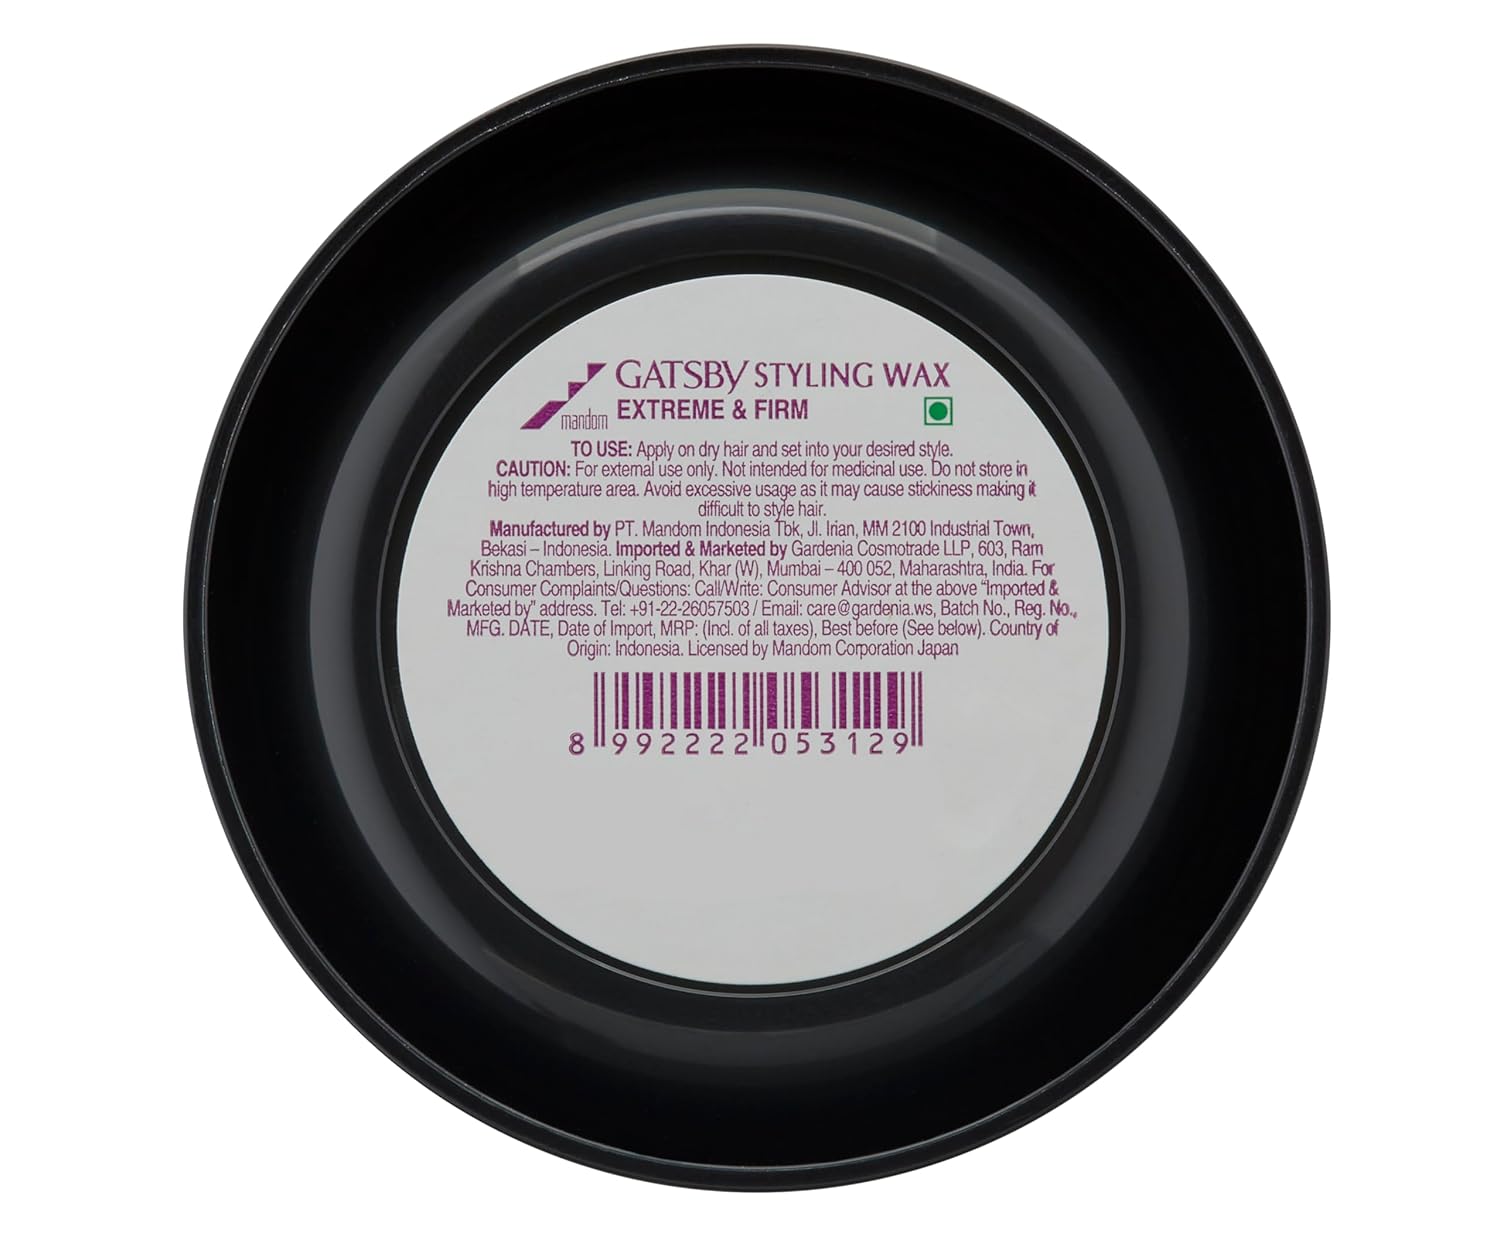 GATSBY STYLING WAX
mandom EXTREME & FIRM
TO USE: Apply on dry hair and set into your desired style.
CAUTION: For external use only. Not intended for medicinal use. Do not store in
high temperature area. Avoid excessive usage as it may cause stickiness making it
difficult to style hair.
Manufactured by PT. Mandom Indonesia Tbk, Jl. Irian, MM 2100 Industrial Town,
Bekasi – Indonesia. Imported & Marketed by Gardenia Cosmotrade LLP, 603, Ram
Krishna Chambers, Linking Road, Khar (W), Mumbai – 400 052, Maharashtra, India. For
Consumer Complaints/Questions: Call/Write: Consumer Advisor at the above "Imported &
Marketed by" address. Tel: +91-22-26057503 / Email: care@gardenia.ws, Batch No., Reg. No.,
MFG. DATE, Date of Import, MRP: (Incl. of all taxes), Best before (See below). Country of
Origin: Indonesia. Licensed by Mandom Corporation Japan
8 992222 053129